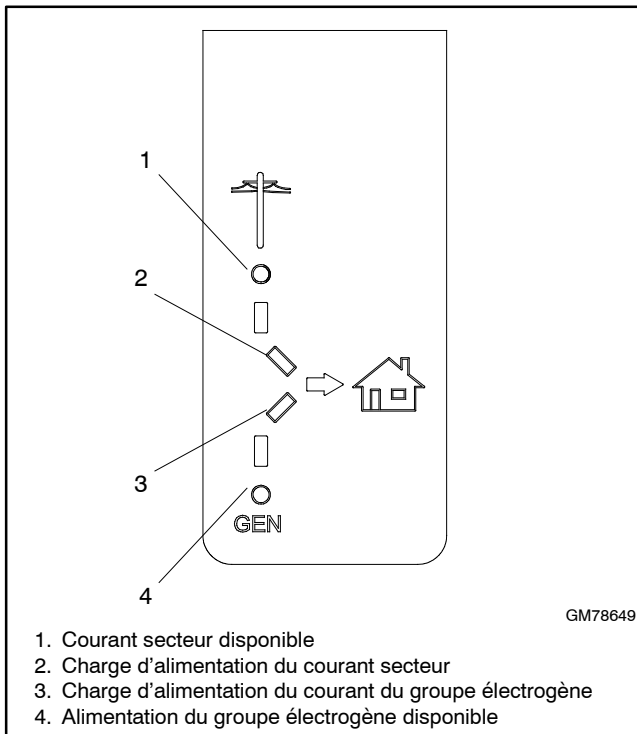 1
2
3
4
GEN
GM78649
1. Courant secteur disponible
2. Charge d'alimentation du courant secteur
3. Charge d'alimentation du courant du groupe électrogène
4. Alimentation du groupe électrogène disponible